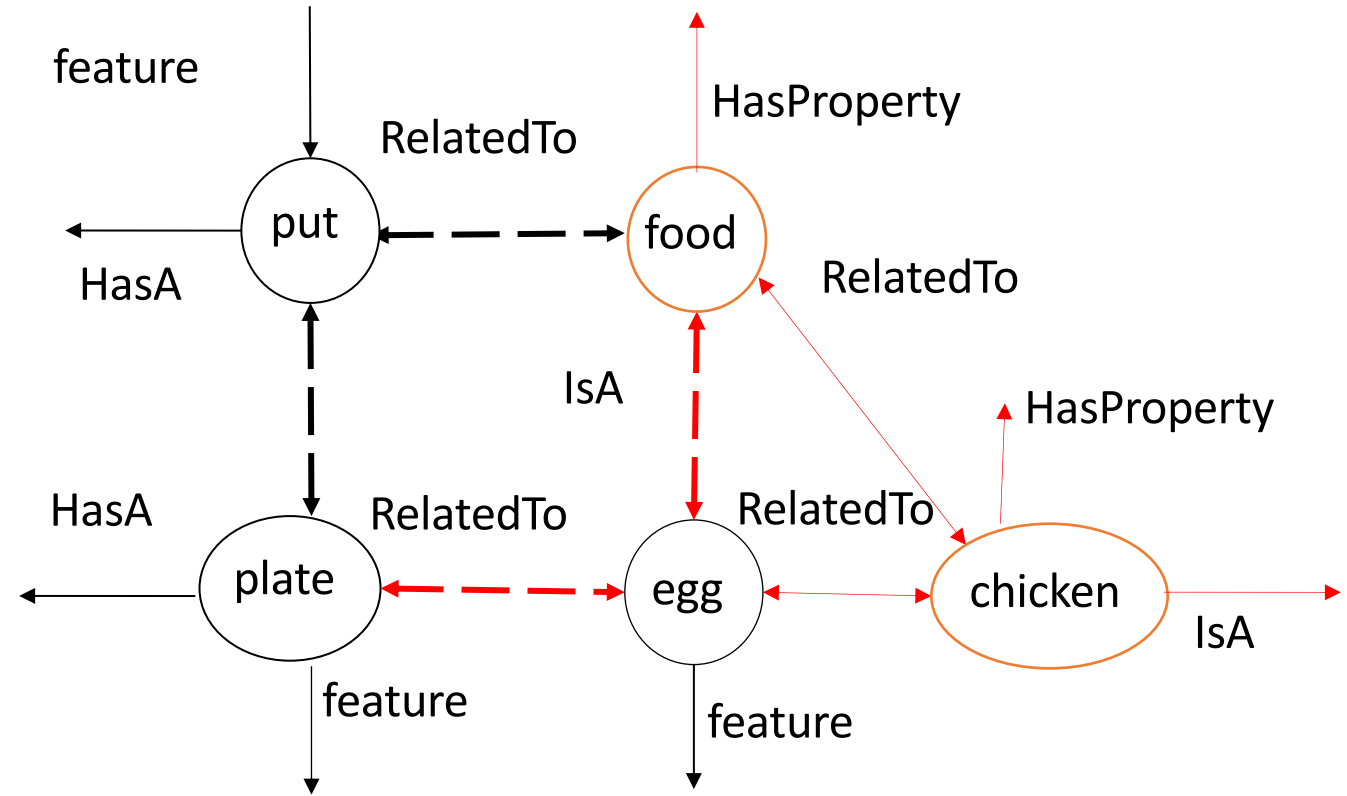 feature
HasProperty
RelatedTo
put
food
HasA
RelatedTo
IsA
HasProperty
HasA
RelatedTo
RelatedTo
plate
egg
chicken
IsA
feature
feature